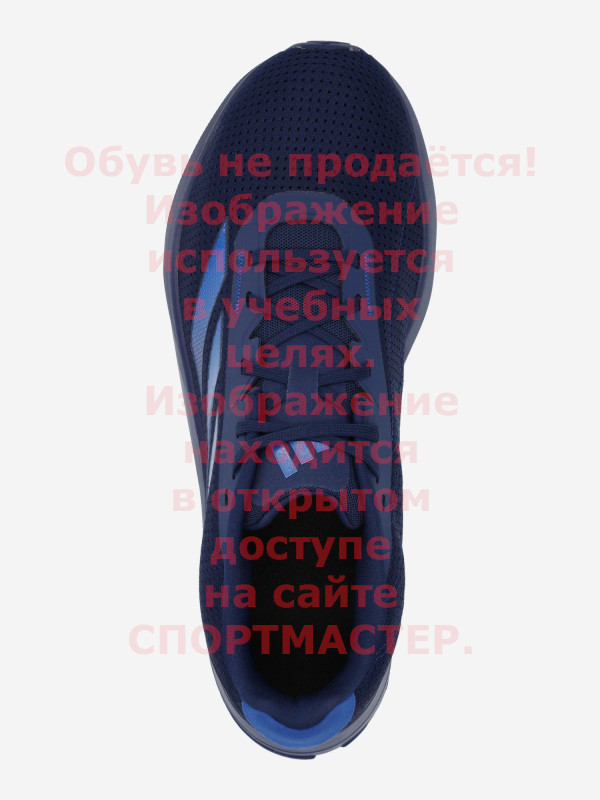 Обувь не продаётся!
Изображение
используется
в учебных
целях.
Изображение
находится
в открытом
доступе
на сайте
СПОРТМАСТЕР.